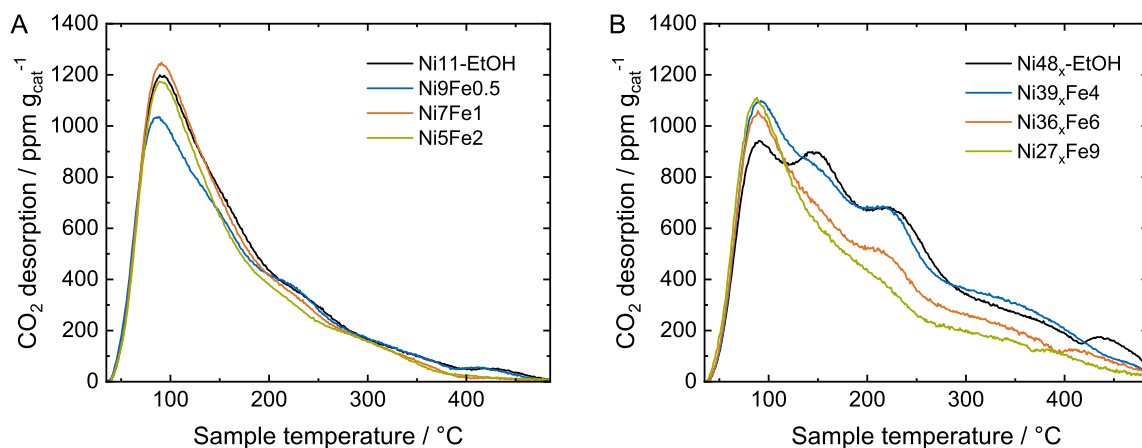 A
CO₂ desorption / ppm g_cat⁻¹
1400
1200
1000
800
600
400
200
0
Ni11-EtOH
Ni9Fe0.5
Ni7Fe1
Ni5Fe2
100
200
300
400
Sample temperature / °C
B
CO₂ desorption / ppm g_cat⁻¹
1400
1200
1000
800
600
400
200
0
Ni48ₓ-EtOH
Ni39ₓFe4
Ni36ₓFe6
Ni27ₓFe9
100
200
300
400
Sample temperature / °C